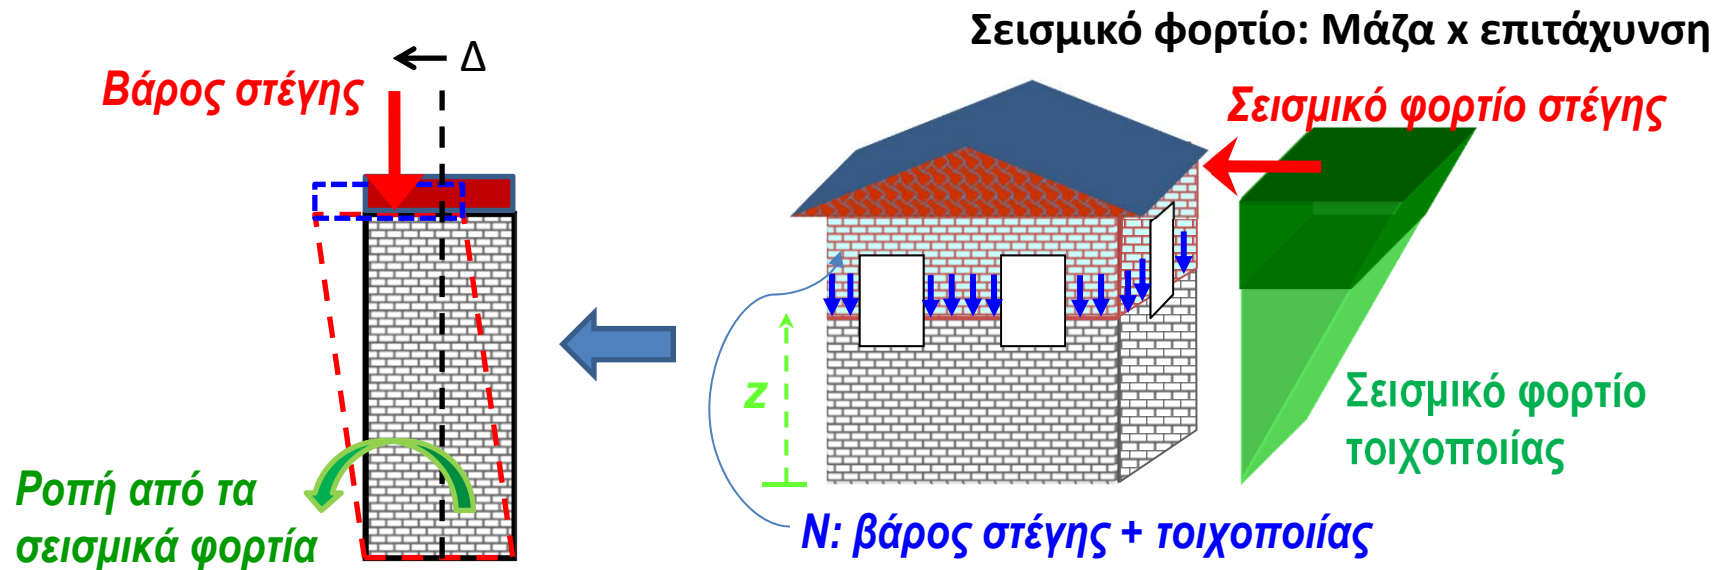 Σεισμικό φορτίο: Μάζα x επιτάχυνση
Δ
Βάρος στέγης
Σεισμικό φορτίο στέγης
z
Σεισμικό φορτίο
τοιχοποιίας
Ροπή από τα
σεισμικά φορτία
Ν: βάρος στέγης + τοιχοποιίας